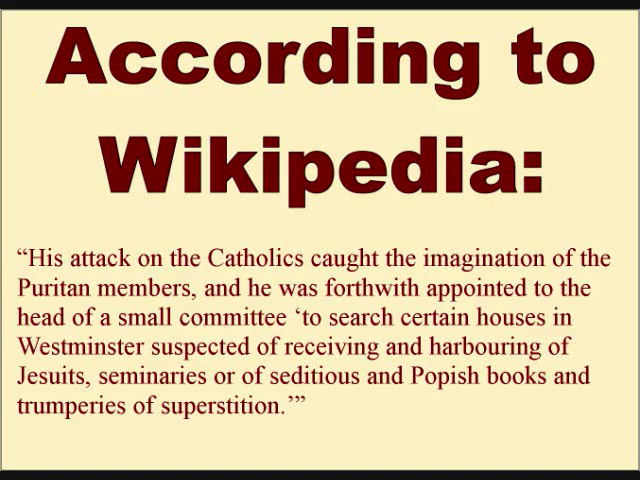 According to
Wikipedia:
“His attack on the Catholics caught the imagination of the
Puritan members, and he was forthwith appointed to the
head of a small committee ‘to search certain houses in
Westminster suspected of receiving and harbouring of
Jesuits, seminaries or of seditious and Popish books and
trumperies of superstition.’”